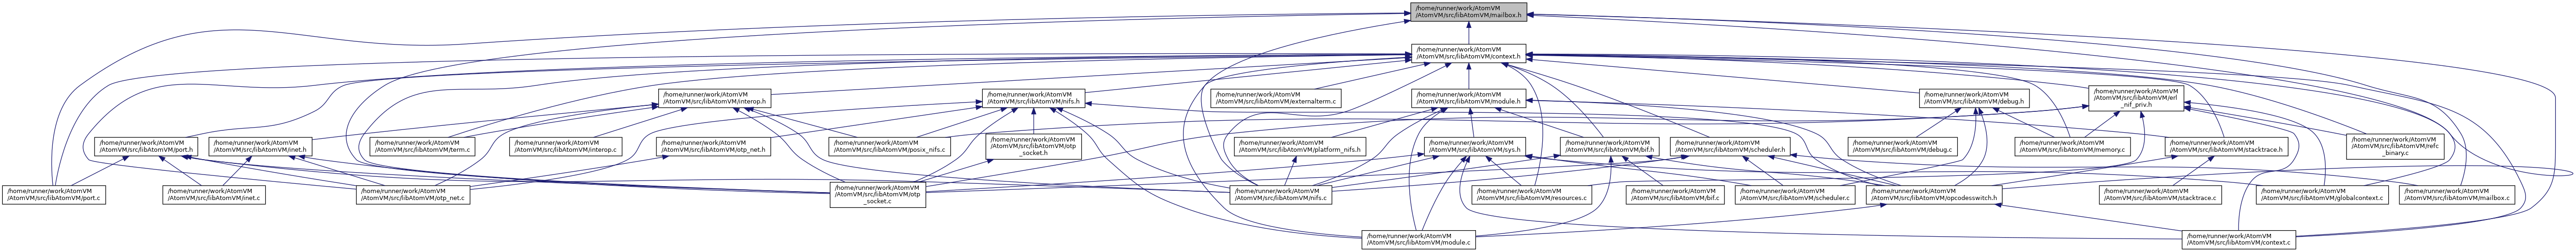 /home/runner/work/AtomVM
/AtomVM/src/libAtomVM/mailbox.h
/home/runner/work/AtomVM
/AtomVM/src/libAtomVM/context.h
/home/runner/work/AtomVM
/AtomVM/src/libAtomVM/interop.h
/home/runner/work/AtomVM
/AtomVM/src/libAtomVM/nifs.h
/home/runner/work/AtomVM
/AtomVM/src/libAtomVM/externalterm.c
/home/runner/work/AtomVM
/AtomVM/src/libAtomVM/module.h
/home/runner/work/AtomVM
/AtomVM/src/libAtomVM/debug.h
/home/runner/work/AtomVM
/AtomVM/src/libAtomVM/erl
_nif_priv.h
/home/runner/work/AtomVM
/AtomVM/src/libAtomVM/port.h
/home/runner/work/AtomVM
/AtomVM/src/libAtomVM/inet.h
/home/runner/work/AtomVM
/AtomVM/src/libAtomVM/term.c
/home/runner/work/AtomVM
/AtomVM/src/libAtomVM/interop.c
/home/runner/work/AtomVM
/AtomVM/src/libAtomVM/otp_net.h
/home/runner/work/AtomVM
/AtomVM/src/libAtomVM/posix_nifs.c
/home/runner/work/AtomVM
/AtomVM/src/libAtomVM/otp
_socket.h
/home/runner/work/AtomVM
/AtomVM/src/libAtomVM/platform_nifs.h
/home/runner/work/AtomVM
/AtomVM/src/libAtomVM/sys.h
/home/runner/work/AtomVM
/AtomVM/src/libAtomVM/bif.h
/home/runner/work/AtomVM
/AtomVM/src/libAtomVM/scheduler.h
/home/runner/work/AtomVM
/AtomVM/src/libAtomVM/debug.c
/home/runner/work/AtomVM
/AtomVM/src/libAtomVM/memory.c
/home/runner/work/AtomVM
/AtomVM/src/libAtomVM/stacktrace.h
/home/runner/work/AtomVM
/AtomVM/src/libAtomVM/refc
_binary.c
/home/runner/work/AtomVM
/AtomVM/src/libAtomVM/port.c
/home/runner/work/AtomVM
/AtomVM/src/libAtomVM/inet.c
/home/runner/work/AtomVM
/AtomVM/src/libAtomVM/otp_net.c
/home/runner/work/AtomVM
/AtomVM/src/libAtomVM/otp
_socket.c
/home/runner/work/AtomVM
/AtomVM/src/libAtomVM/nifs.c
/home/runner/work/AtomVM
/AtomVM/src/libAtomVM/resources.c
/home/runner/work/AtomVM
/AtomVM/src/libAtomVM/bif.c
/home/runner/work/AtomVM
/AtomVM/src/libAtomVM/scheduler.c
/home/runner/work/AtomVM
/AtomVM/src/libAtomVM/opcodesswitch.h
/home/runner/work/AtomVM
/AtomVM/src/libAtomVM/stacktrace.c
/home/runner/work/AtomVM
/AtomVM/src/libAtomVM/globalcontext.c
/home/runner/work/AtomVM
/AtomVM/src/libAtomVM/mailbox.c
/home/runner/work/AtomVM
/AtomVM/src/libAtomVM/module.c
/home/runner/work/AtomVM
/AtomVM/src/libAtomVM/context.c